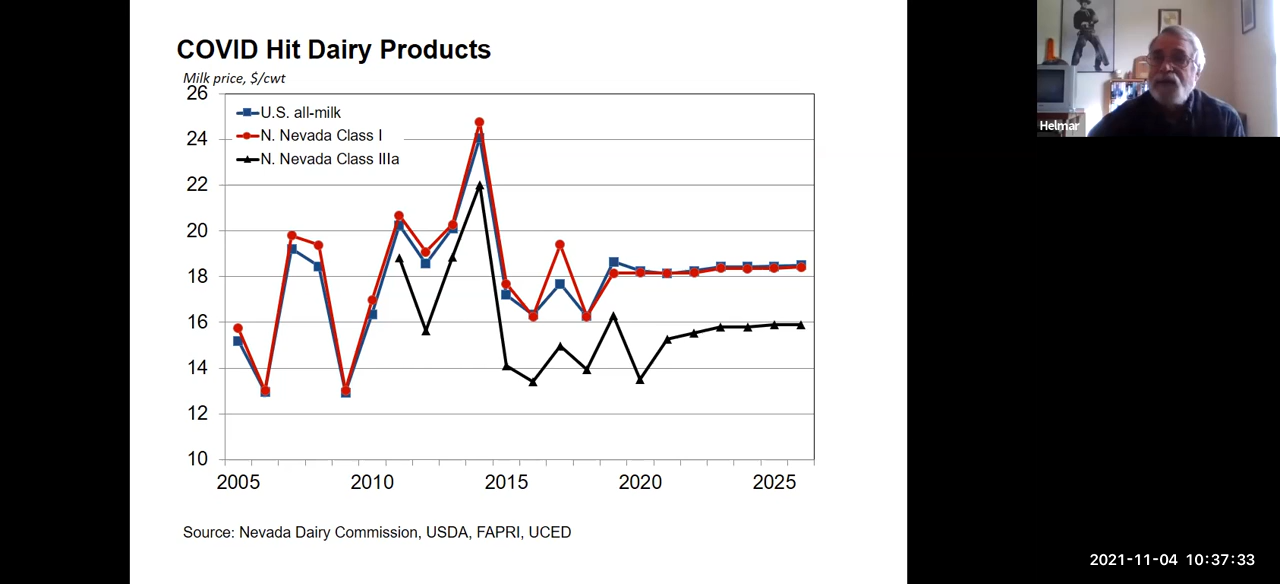 COVID Hit Dairy Products
Milk price, $/cwt
26
24
22
20
18
16
14
12
10
U.S. all-milk
N. Nevada Class I
N. Nevada Class IIIa
2005 2010 2015 2020 2025
Source: Nevada Dairy Commission, USDA, FAPRI, UCED
Helmar
2021-11-04 10:37:33